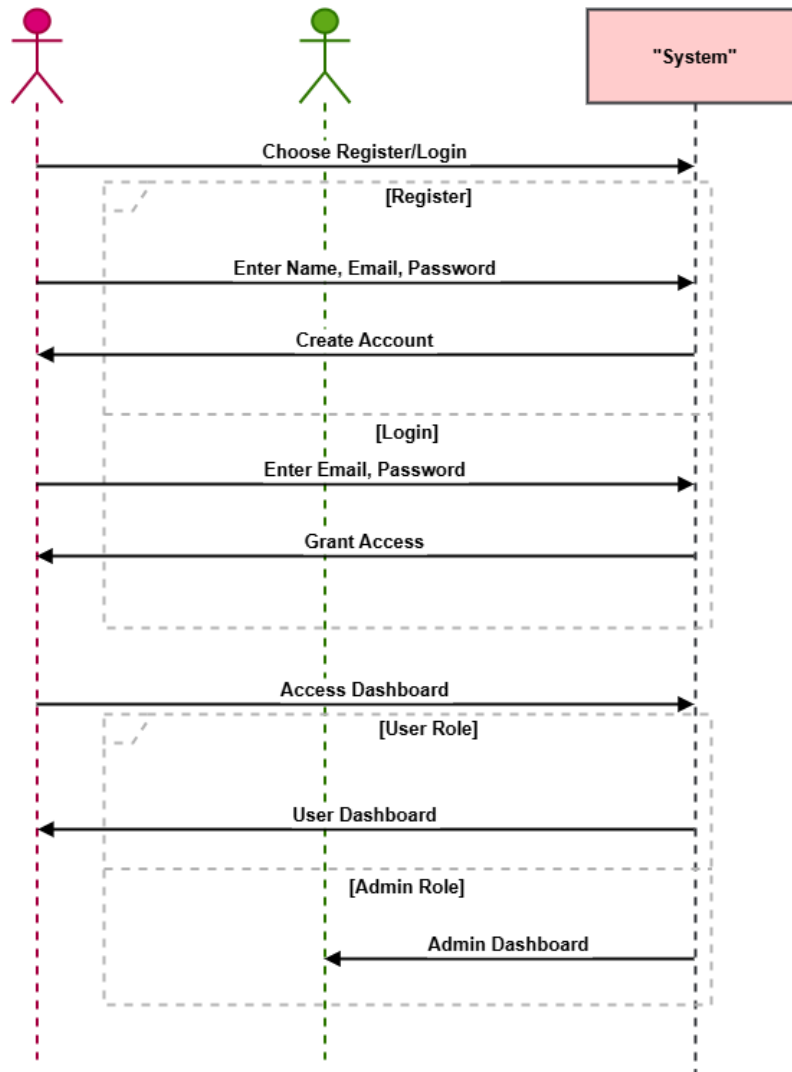 "System"
Choose Register/Login
[Register]
Enter Name, Email, Password
Create Account
[Login]
Enter Email, Password
Grant Access
Access Dashboard
[User Role]
User Dashboard
[Admin Role]
Admin Dashboard